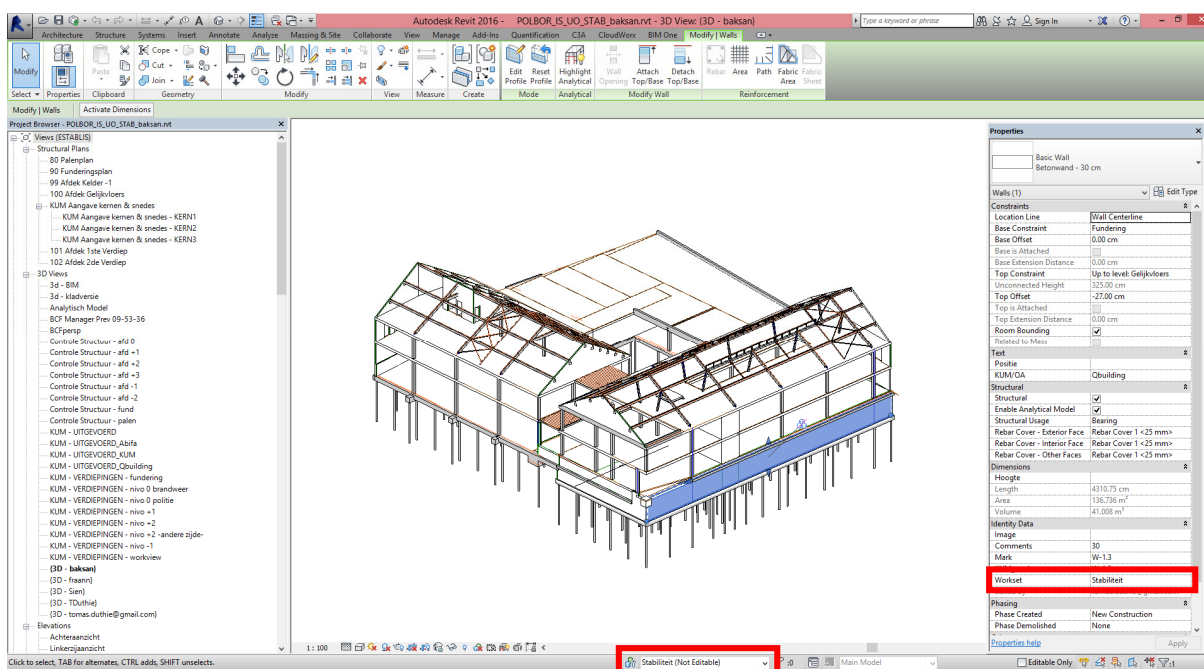 Autodesk Revit 2016 - POLBOR_IS_UO_STAB_baksan.rvt - 3D View: {3D - baksan}
Type a keyword or phrase
Sign In
Architecture Structure Systems Insert Annotate Analyze Massing & Site Collaborate View Manage Add-Ins Quantification C3A CloudWorx BIM One Modify | Walls
Modify
Properties
Paste
Cope
Cut
Join
Edit Profile
Reset Profile
Highlight Analytical
Wall Opening
Attach Top/Base
Detach Top/Base
Rebar
Area
Path
Fabric Area
Fabric Sheet
Select Properties Clipboard Geometry Modify View Measure Create Mode Analytical Modify Wall Reinforcement
Modify | Walls Activate Dimensions
Project Browser - POLBOR_IS_UO_STAB_baksan.rvt
Views (ESTABLIS)
Structural Plans
80 Palenplan
90 Funderingsplan
99 Afdek Kelder -1
100 Afdek Gelijkvloers
KUM Aangave kernen & snedes
KUM Aangave kernen & snedes - KERN1
KUM Aangave kernen & snedes - KERN2
KUM Aangave kernen & snedes - KERN3
101 Afdek 1ste Verdiep
102 Afdek 2de Verdiep
3D Views
3d - BIM
3d - kladversie
Analytisch Model
BCF Manager Prev 09-53-36
BCFpersp
Controle Structuur - afd 0
Controle Structuur - afd +1
Controle Structuur - afd +2
Controle Structuur - afd +3
Controle Structuur - afd -1
Controle Structuur - afd -2
Controle Structuur - fund
Controle Structuur - palen
KUM - UITGEVOERD
KUM - UITGEVOERD_Abifa
KUM - UITGEVOERD_KUM
KUM - UITGEVOERD_Qbuilding
KUM - VERDIEPINGEN - fundering
KUM - VERDIEPINGEN - nivo 0 brandweer
KUM - VERDIEPINGEN - nivo 0 politie
KUM - VERDIEPINGEN - nivo +1
KUM - VERDIEPINGEN - nivo +2
KUM - VERDIEPINGEN - nivo +2 -andere zijde-
KUM - VERDIEPINGEN - nivo -1
KUM - VERDIEPINGEN - workview
{3D - baksan}
{3D - fraann}
{3D - Sien}
{3D - TDuthie}
{3D - tomas.duthie@gmail.com}
Elevations
Achteraanzicht
Linkerzijaanzicht
Properties
Basic Wall
Betonwand - 30 cm
Walls (1) Edit Type
Constraints
Location Line Wall Centerline
Base Constraint Fundering
Base Offset 0.00 cm
Base is Attached
Base Extension Distance 0.00 cm
Top Constraint Up to level: Gelijkvloers
Unconnected Height 325.00 cm
Top Offset -27.00 cm
Top is Attached
Top Extension Distance 0.00 cm
Room Bounding
Related to Mass
Text
Positie
KUM/OA Qbuilding
Structural
Structural
Enable Analytical Model
Structural Usage Bearing
Rebar Cover - Exterior Face Rebar Cover 1 <25 mm>
Rebar Cover - Interior Face Rebar Cover 1 <25 mm>
Rebar Cover - Other Faces Rebar Cover 1 <25 mm>
Dimensions
Hoogte
Length 4310.75 cm
Area 136.736 m²
Volume 41.008 m³
Identity Data
Image
Comments 30
Mark W-1.3
Workset Stabiliteit
Phasing
Phase Created New Construction
Phase Demolished None
Properties help Apply
1 : 100
Click to select, TAB for alternates, CTRL adds, SHIFT unselects.
Stabiliteit (Not Editable)
:0
Main Model
Editable Only
:1